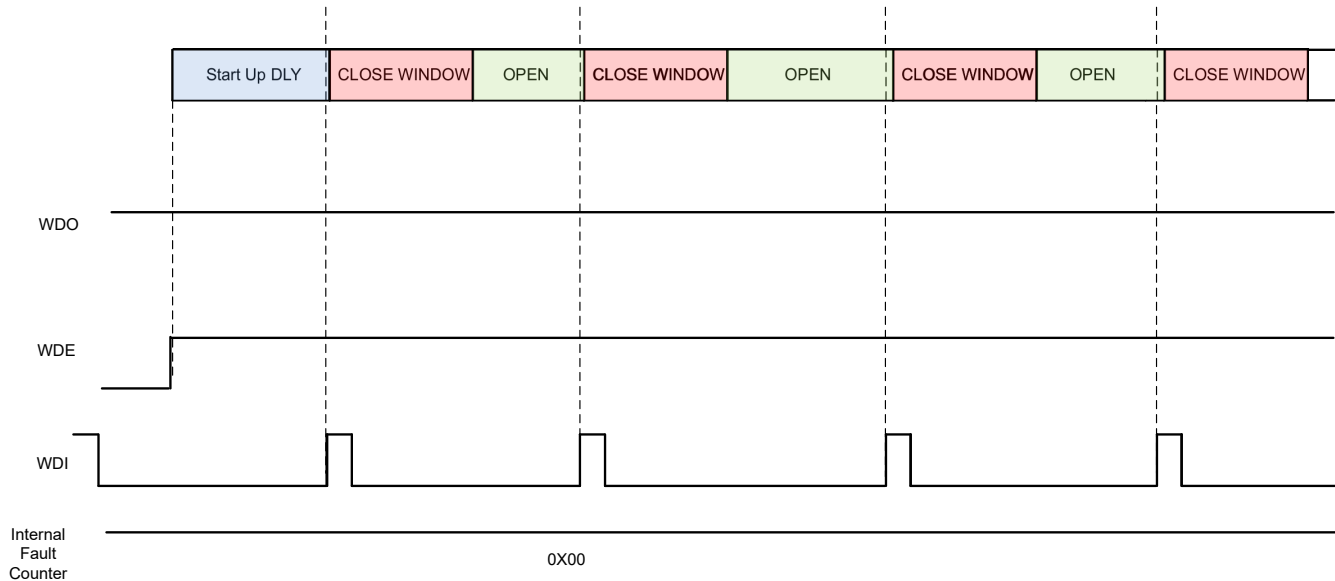 Start Up DLY
CLOSE WINDOW
OPEN
CLOSE WINDOW
OPEN
CLOSE WINDOW
OPEN
CLOSE WINDOW
WDO
WDE
WDI
Internal
Fault
Counter
0X00